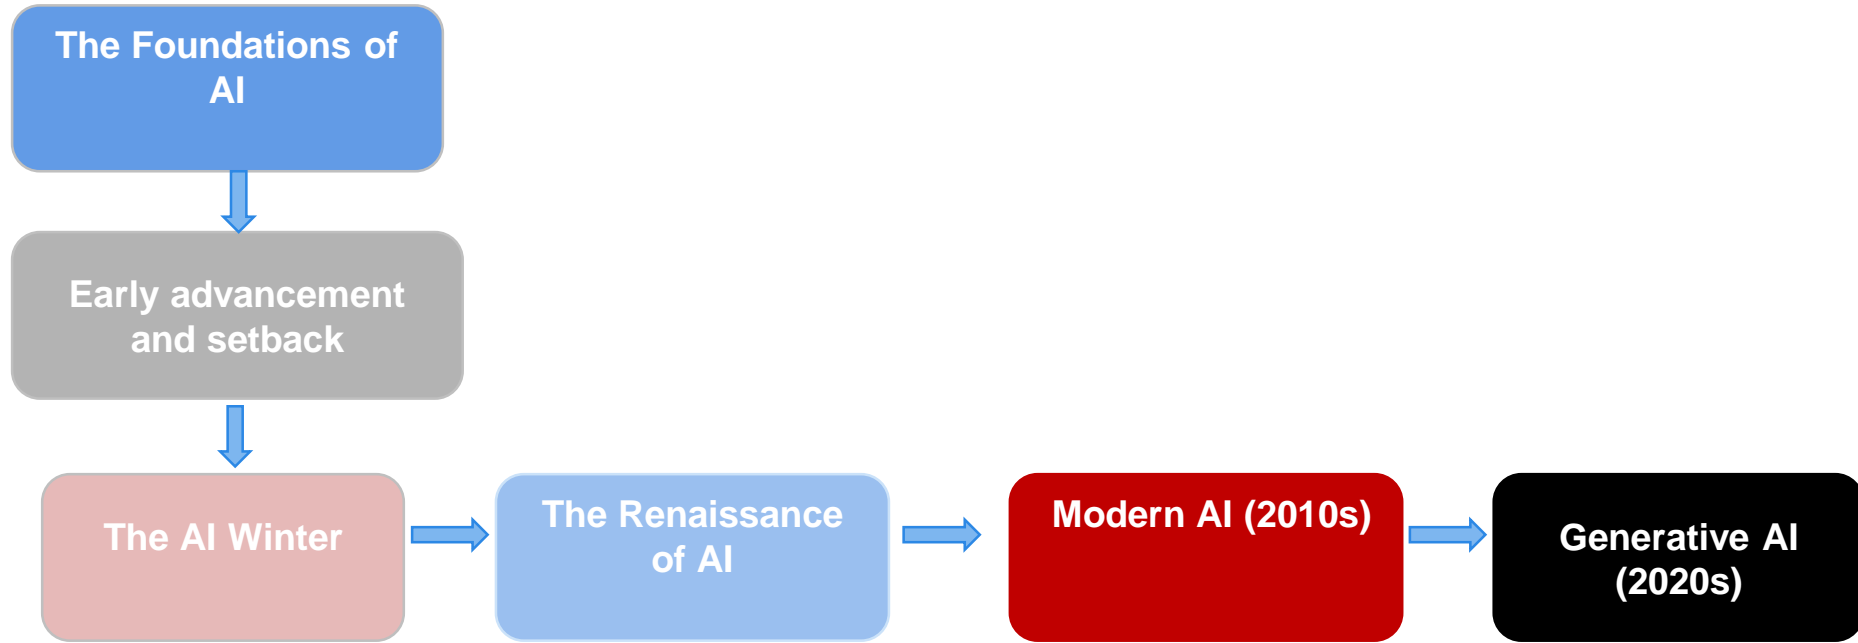 The Foundations of
AI
Early advancement
and setback
The AI Winter
The Renaissance
of AI
Modern AI (2010s)
Generative AI
(2020s)